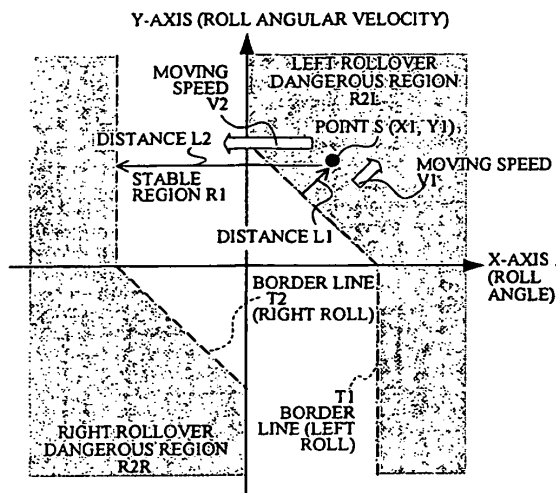 Y-AXIS (ROLL ANGULAR VELOCITY)
MOVING
SPEED
V2
LEFT ROLLOVER
DANGEROUS REGION
R2L
POINT S (X1, Y1)
DISTANCE L2
MOVING SPEED
V1
STABLE
REGION R1
DISTANCE L1
X-AXIS
(ROLL
ANGLE)
BORDER LINE
T2
(RIGHT ROLL)
T1
BORDER
LINE (LEFT
ROLL)
RIGHT ROLLOVER
DANGEROUS REGION
R2R